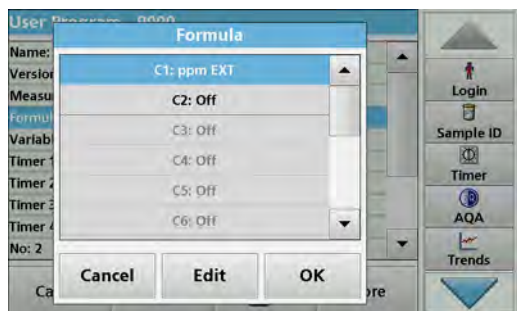 User Program 9000
Formula
Name:
C1: ppm EXT
Version
C2: Off
Measu
C3: Off
Formul
C4: Off
Variabl
C5: Off
Timer 1
C6: Off
Timer 2
Timer 3
Timer 4
No: 2
Cancel
Edit
OK
Ca
ore
Login
Sample ID
Timer
AQA
Trends